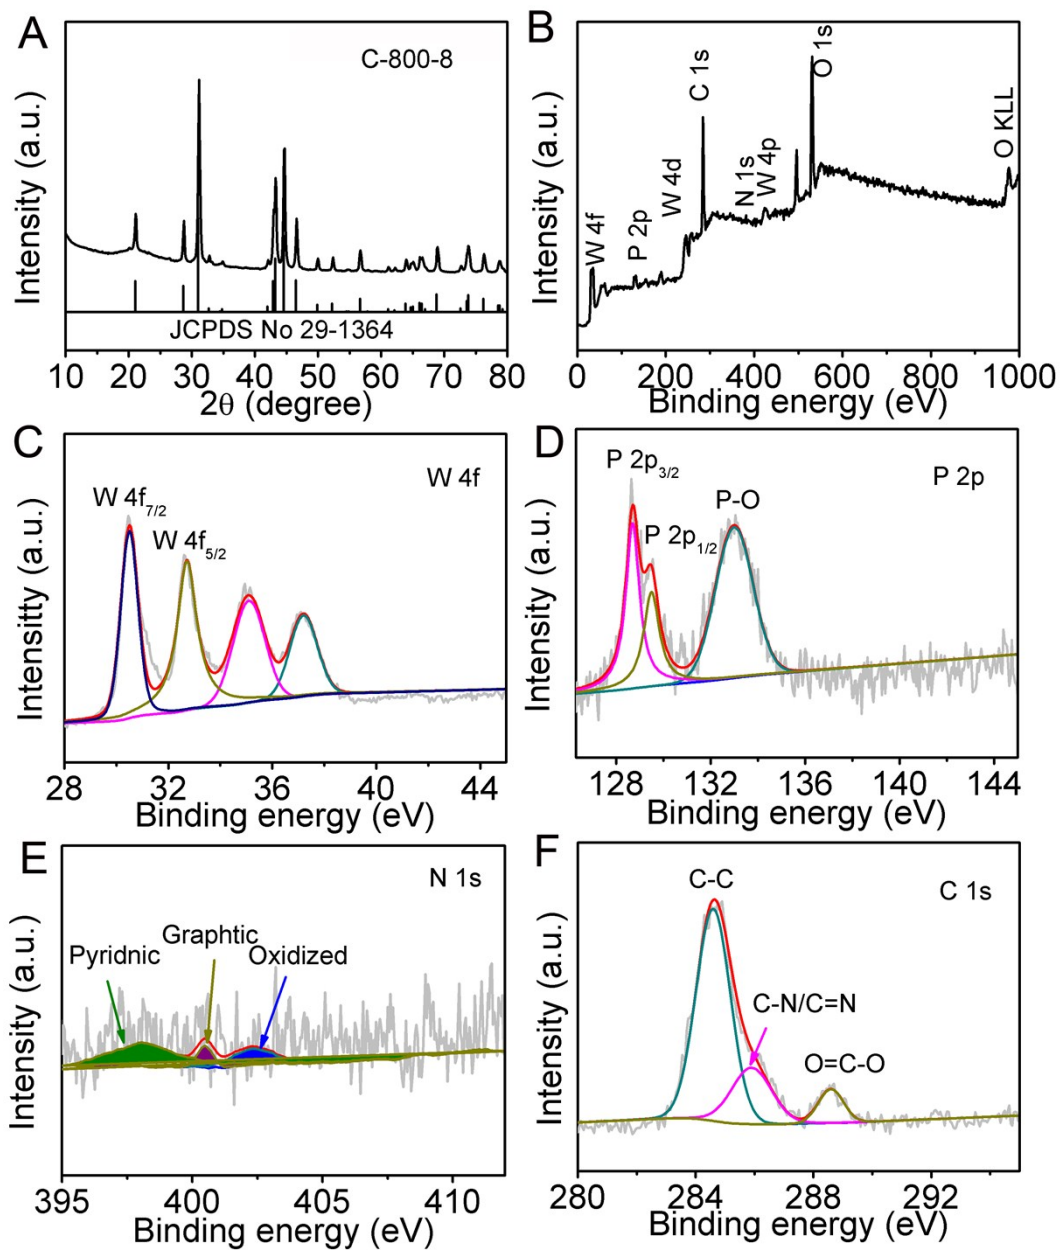 A
C-800-8
Intensity (a.u.)
JCPDS No 29-1364
10 20 30 40 50 60 70 80
2θ (degree)
B
Intensity (a.u.)
W 4f
P 2p
W 4d
C 1s
N 1s
W 4p
O 1s
O KLL
0 200 400 600 800 1000
Binding energy (eV)
C
W 4f
W 4f7/2
W 4f5/2
Intensitty (a.u.)
28 32 36 40 44
Binding energy (eV)
D
P 2p
P 2p3/2
P 2p1/2
P-O
Intensity (a.u.)
128 132 136 140 144
Binding energy (eV)
E
N 1s
Pyridnic
Graphtic
Oxidized
Intensity (a.u.)
395 400 405 410
Binding energy (eV)
F
C 1s
C-C
C-N/C=N
O=C-O
Intensity (a.u.)
280 284 288 292
Binding energy (eV)